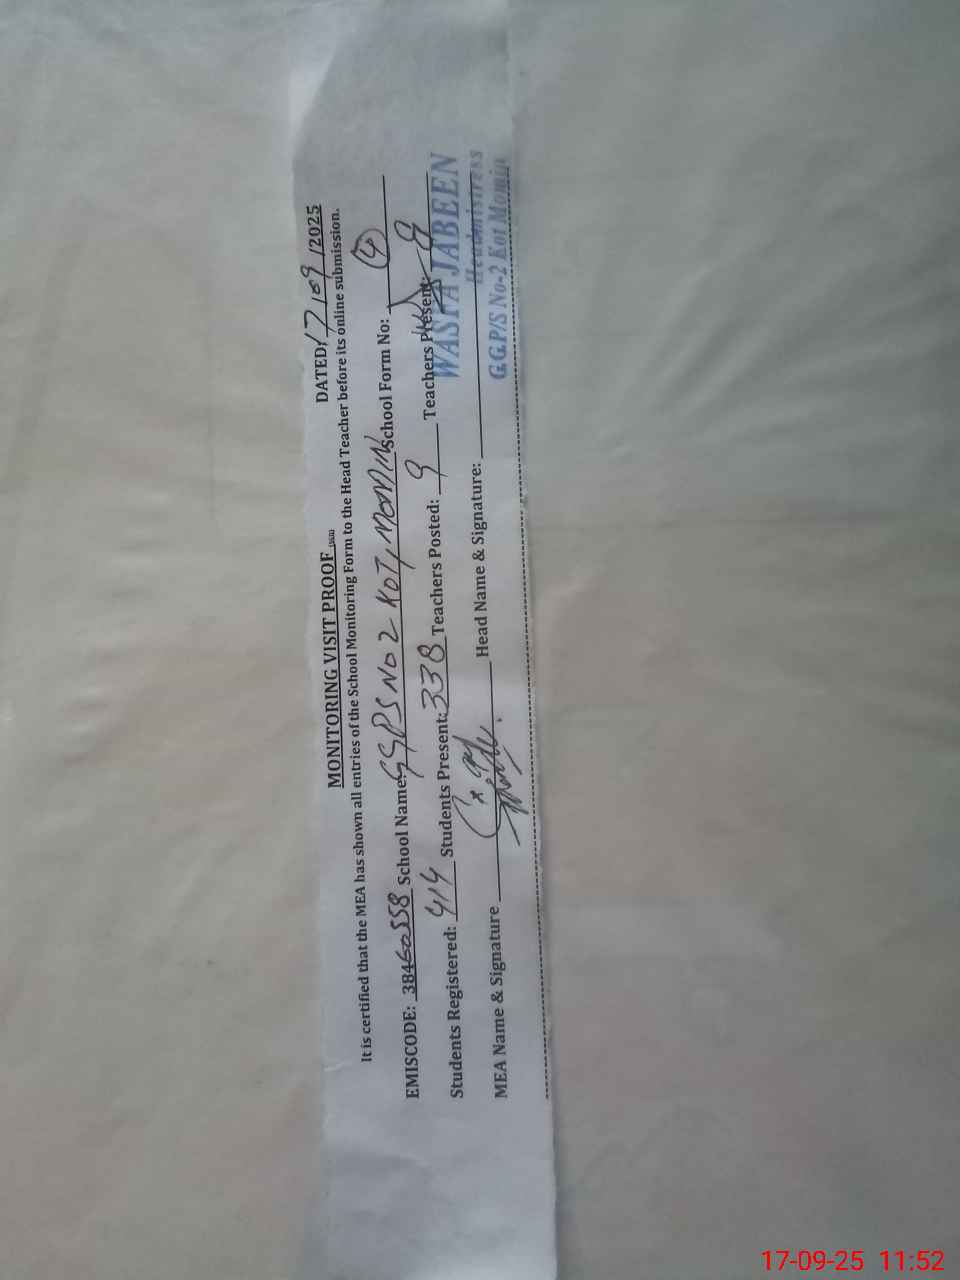 DATED: 17/09/2025
MONITORING VISIT PROOF
It is certified that the MEA has shown all entries of the School Monitoring Form to the Head Teacher before its online submission.
EMISCODE: 38460558 School Name: GGPS NO 2 KOT MOMIN School Form No: 4
Students Registered: 414 Students Present: 338 Teachers Posted: 9 Teachers Present: 9
MEA Name & Signature Head Name & Signature:
WASFA JABEEN
Headmistress
G.G.P/S No-2 Kot Momin
17-09-25 11:52